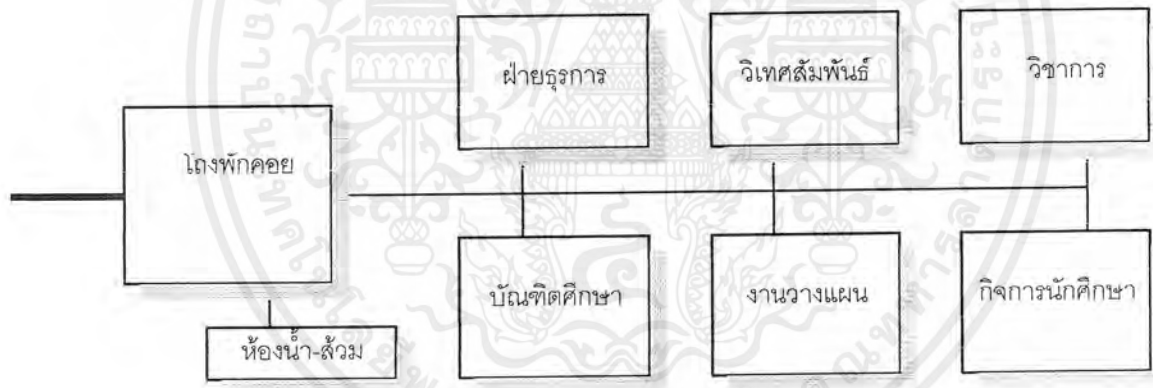 ฝ่ายธุรการ
วิเทศสัมพันธ์
วิชาการ
โถงพักคอย
บัณฑิตศึกษา
งานวางแผน
กิจการนักศึกษา
ห้องน้ำ-ส้วม